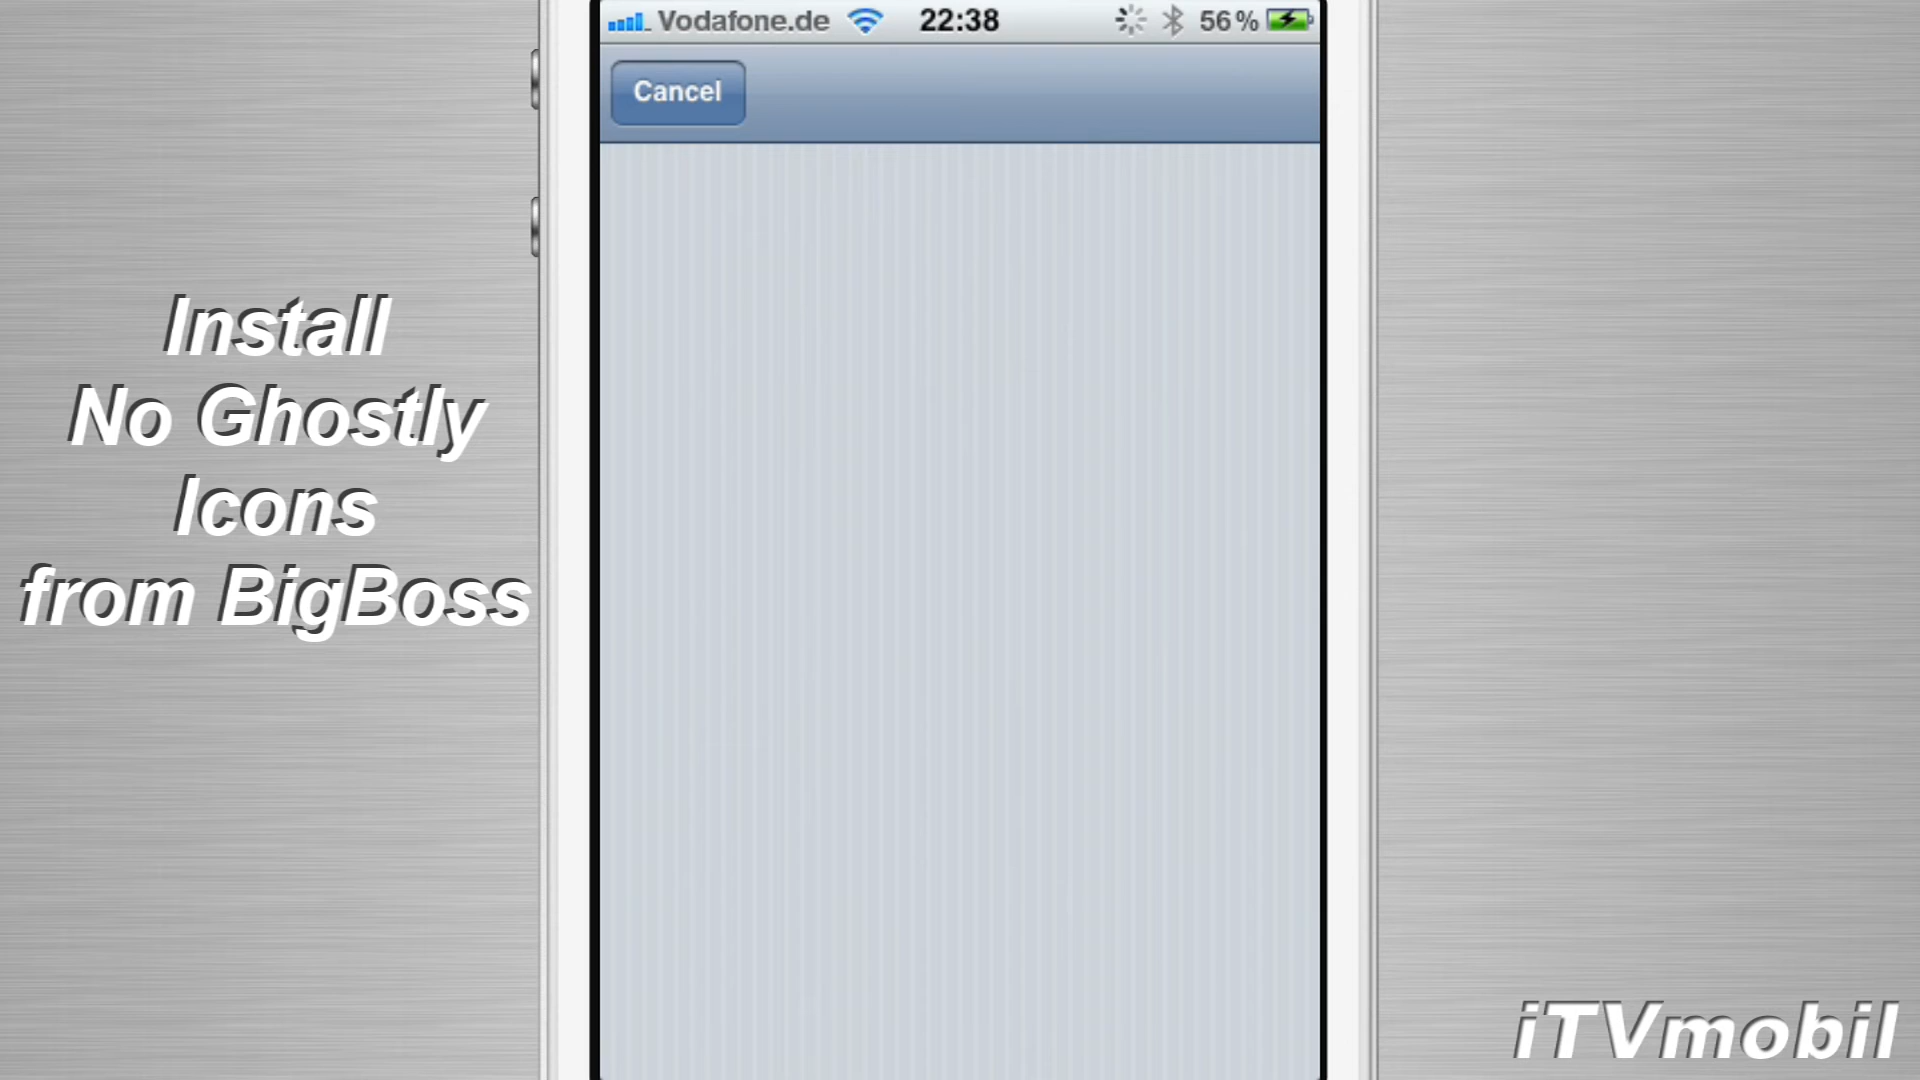 Vodafone.de 22:38 56%
Cancel
Install
No Ghostly
Icons
from BigBoss
iTVmobil